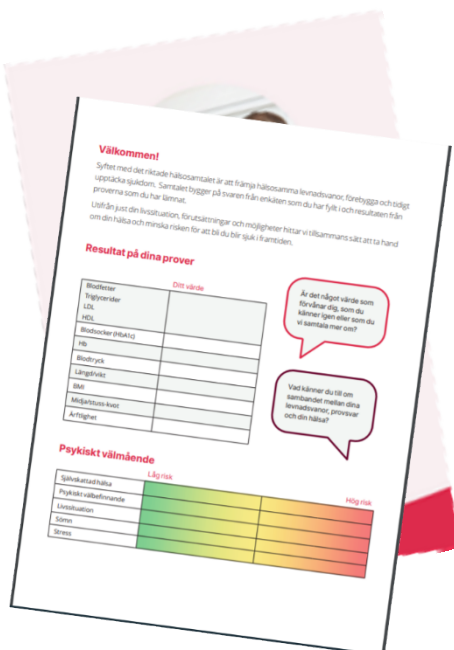 Välkommen!
Syftet med det riktade hälsosamtalet är att främja hälsosamma levnadsvanor, förebygga och tidigt
upptäcka sjukdom. Samtalet bygger på svaren från enkäten som du har fyllt i och resultaten från
proverna som du har lämnat.
Utifrån just din livssituation, förutsättningar och möjligheter hittar vi tillsammans sätt att ta hand
om din hälsa och minska risken för att bli du blir sjuk i framtiden.
Resultat på dina prover
Ditt värde
Blodfetter
Triglycerider
LDL
HDL
Blodsocker (HbA1c)
Hb
Blodtryck
Längd/vikt
BMI
Midja/stuss-kvot
Ärftlighet
Är det något värde som
förvånar dig, som du
känner igen eller som du
vi samtala mer om?
Vad känner du till om
sambandet mellan dina
levnadsvanor, provsvar
och din hälsa?
Psykiskt välmående
Låg risk
Hög risk
Självskattad hälsa
Psykiskt välbefinnande
Livssituation
Sömn
Stress